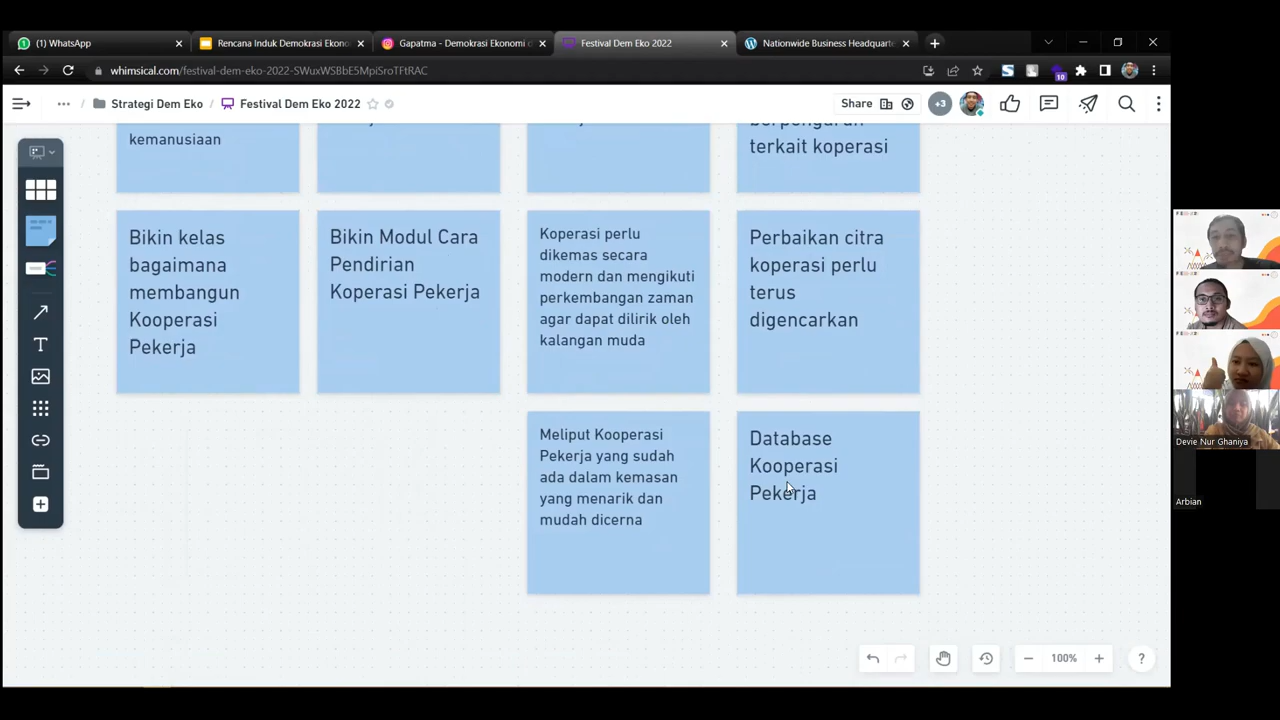 (1) WhatsApp
Rencana Induk Demokrasi Ekono
Gapatma - Demokrasi Ekonomi o
Festival Dem Eko 2022
Nationwide Business Headquarte
whimsical.com/festival-dem-eko-2022-SWuxWSBbE5MpiSroTFtRAC
10
Strategi Dem Eko / Festival Dem Eko 2022
Share
+3
kemanusiaan
terkait koperasi
Bikin kelas
bagaimana
membangun
Kooperasi
Pekerja
Bikin Modul Cara
Pendirian
Koperasi Pekerja
Koperasi perlu
dikemas secara
modern dan mengikuti
perkembangan zaman
agar dapat dilirik oleh
kalangan muda
Perbaikan citra
koperasi perlu
terus
digencarkan
Meliput Kooperasi
Pekerja yang sudah
ada dalam kemasan
yang menarik dan
mudah dicerna
Database
Kooperasi
Pekerja
Devie Nur Ghaniya
Arbian
100%
?